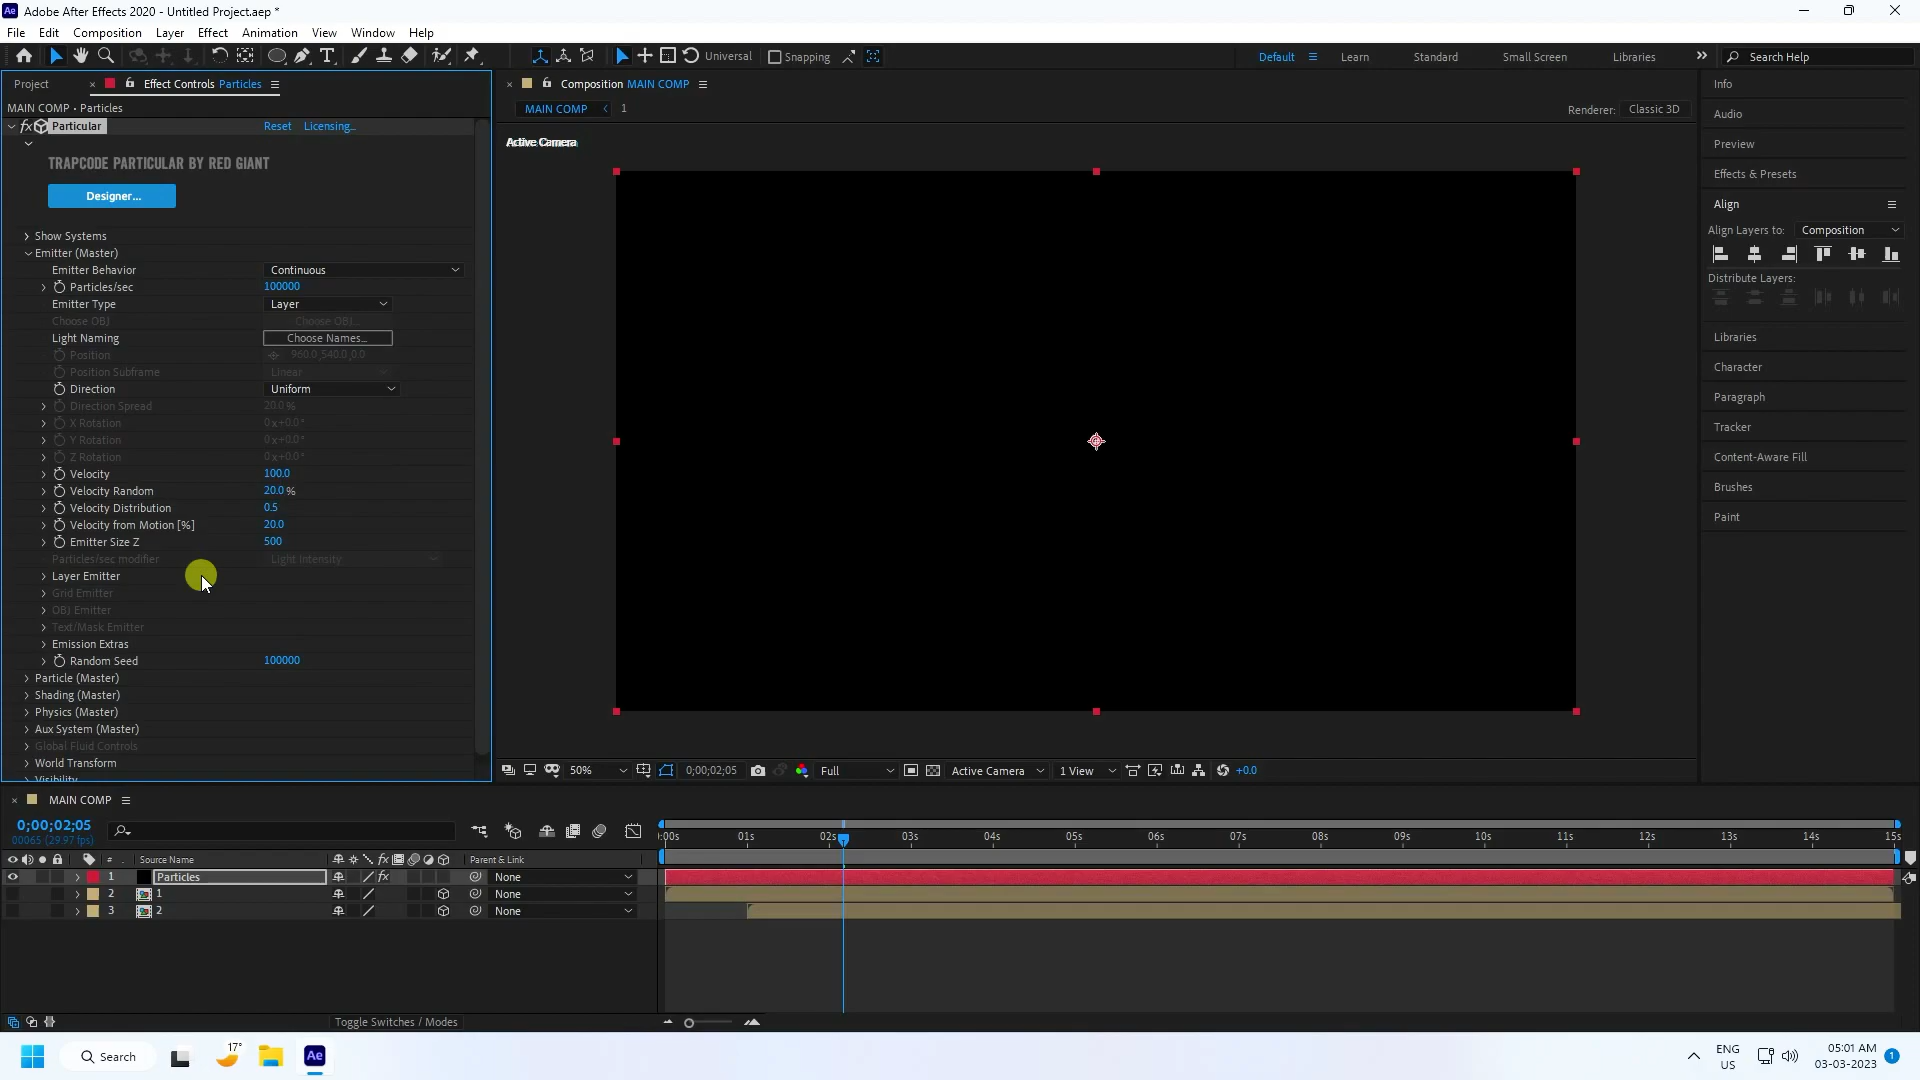 Adobe After Effects 2020 - Untitled Project.aep *
File Edit Composition Layer Effect Animation View Window Help
Universal Snapping Default Learn Standard Small Screen Libraries Search Help
Project Effect Controls Particles
MAIN COMP • Particles
Particular Reset Licensing...
TRAPCODE PARTICULAR BY RED GIANT
Designer...
Show Systems
Emitter (Master)
Emitter Behavior Continuous
Particles/sec 100000
Emitter Type Layer
Choose OBJ Choose OBJ...
Light Naming Choose Names...
Position 960.0,540.0,0.0
Position Subframe Linear
Direction Uniform
Direction Spread 20.0 %
X Rotation 0x+0.0°
Y Rotation 0x+0.0°
Z Rotation 0x+0.0°
Velocity 100.0
Velocity Random 20.0 %
Velocity Distribution 0.5
Velocity from Motion [%] 20.0
Emitter Size Z 500
Particles/sec modifier Light Intensity
Layer Emitter
Grid Emitter
OBJ Emitter
Text/Mask Emitter
Emission Extras
Random Seed 100000
Particle (Master)
Shading (Master)
Physics (Master)
Aux System (Master)
Global Fluid Controls
World Transform
Visibility
Composition MAIN COMP
MAIN COMP 1
Renderer: Classic 3D
Active Camera
50% 0;00;02;05 Full Active Camera 1 View +0.0
Info
Audio
Preview
Effects & Presets
Align
Align Layers to: Composition
Distribute Layers:
Libraries
Character
Paragraph
Tracker
Content-Aware Fill
Brushes
Paint
MAIN COMP
0;00;02;05
00065 (29.97 fps)
:00s 01s 02s 03s 04s 05s 06s 07s 08s 09s 10s 11s 12s 13s 14s 15s
# Source Name Parent & Link
1 Particles None
2 1 None
3 2 None
Toggle Switches / Modes
Search 17° Ae
ENG
US
05:01 AM
03-03-2023
1